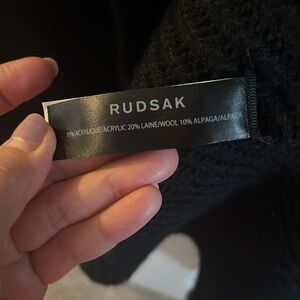 RUDSAK
70% ACRYLIQUE/ACRYLIC 20% LAINE/WOOL 10% ALPAGA/ALPACA